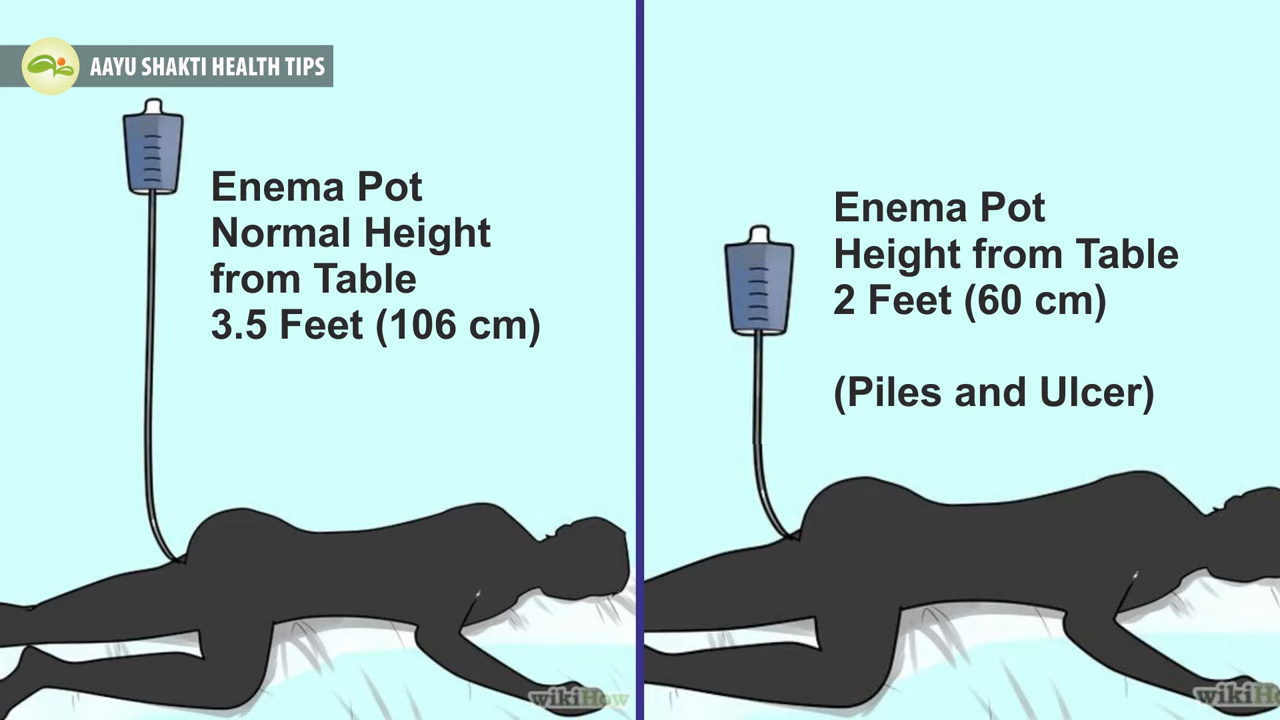 AAYU SHAKTI HEALTH TIPS
Enema Pot
Normal Height
from Table
3.5 Feet (106 cm)
Enema Pot
Height from Table
2 Feet (60 cm)
(Piles and Ulcer)
wikiHow
wikiHo